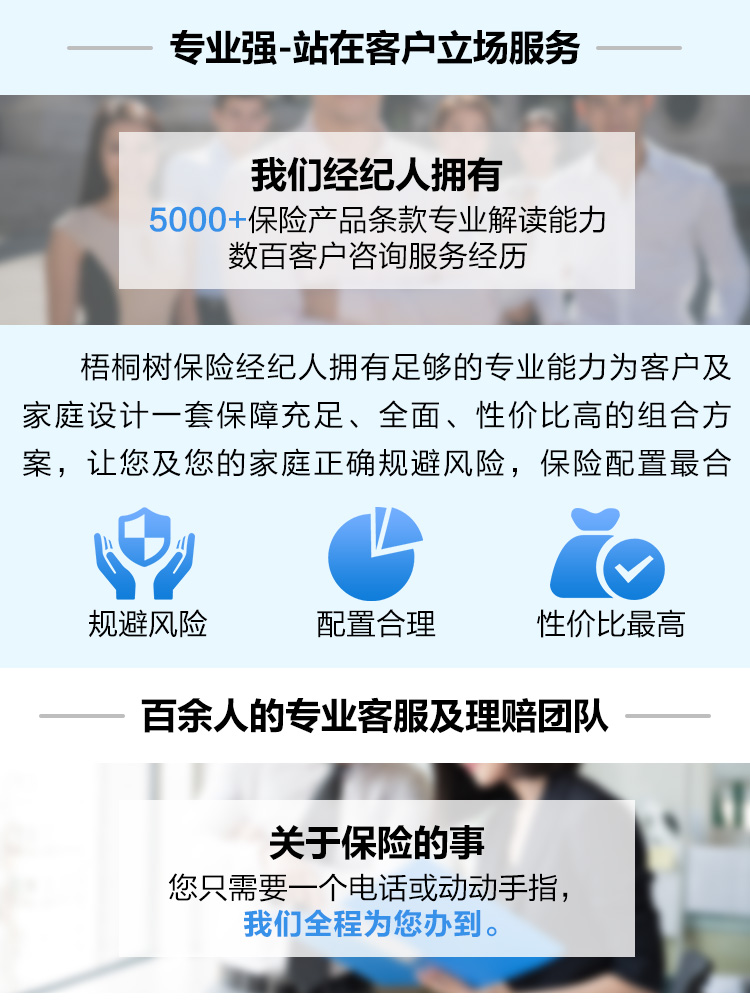 专业强-站在客户立场服务
我们经纪人拥有
5000+保险产品条款专业解读能力
数百客户咨询服务经历
梧桐树保险经纪人拥有足够的专业能力为客户及
家庭设计一套保障充足、全面、性价比高的组合方
案，让您及您的家庭正确规避风险，保险配置最合
规避风险
配置合理
性价比最高
百余人的专业客服及理赔团队
关于保险的事
您只需要一个电话或动动手指，
我们全程为您办到。